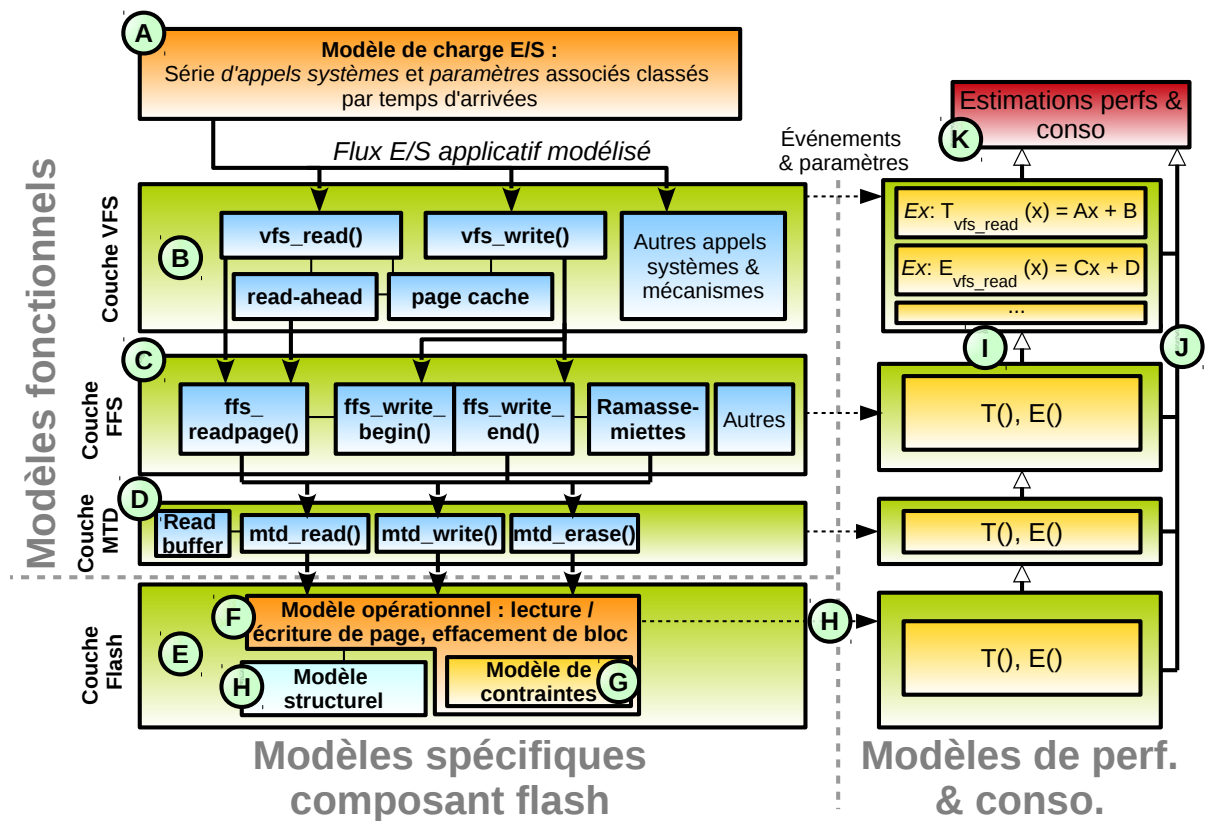 A
Modèle de charge E/S :
Série d'appels systèmes et paramètres associés classés
par temps d'arrivées
Estimations perfs &
conso
K
Événements
& paramètres
Flux E/S applicatif modélisé
Modèles fonctionnels
Couche VFS
B
vfs_read()
vfs_write()
read-ahead
page cache
Autres appels
systèmes &
mécanismes
Ex: T vfs_read (x) = Ax + B
Ex: E vfs_read (x) = Cx + D
...
I
J
Couche
FFS
C
ffs_
readpage()
ffs_write_
begin()
ffs_write_
end()
Ramasse-
miettes
Autres
T(), E()
Couche
MTD
D
Read
buffer
mtd_read()
mtd_write()
mtd_erase()
T(), E()
Couche
Flash
E
F
Modèle opérationnel : lecture /
écriture de page, effacement de bloc
H
Modèle
structurel
Modèle de
contraintes
G
H
T(), E()
Modèles spécifiques
composant flash
Modèles de perf.
& conso.